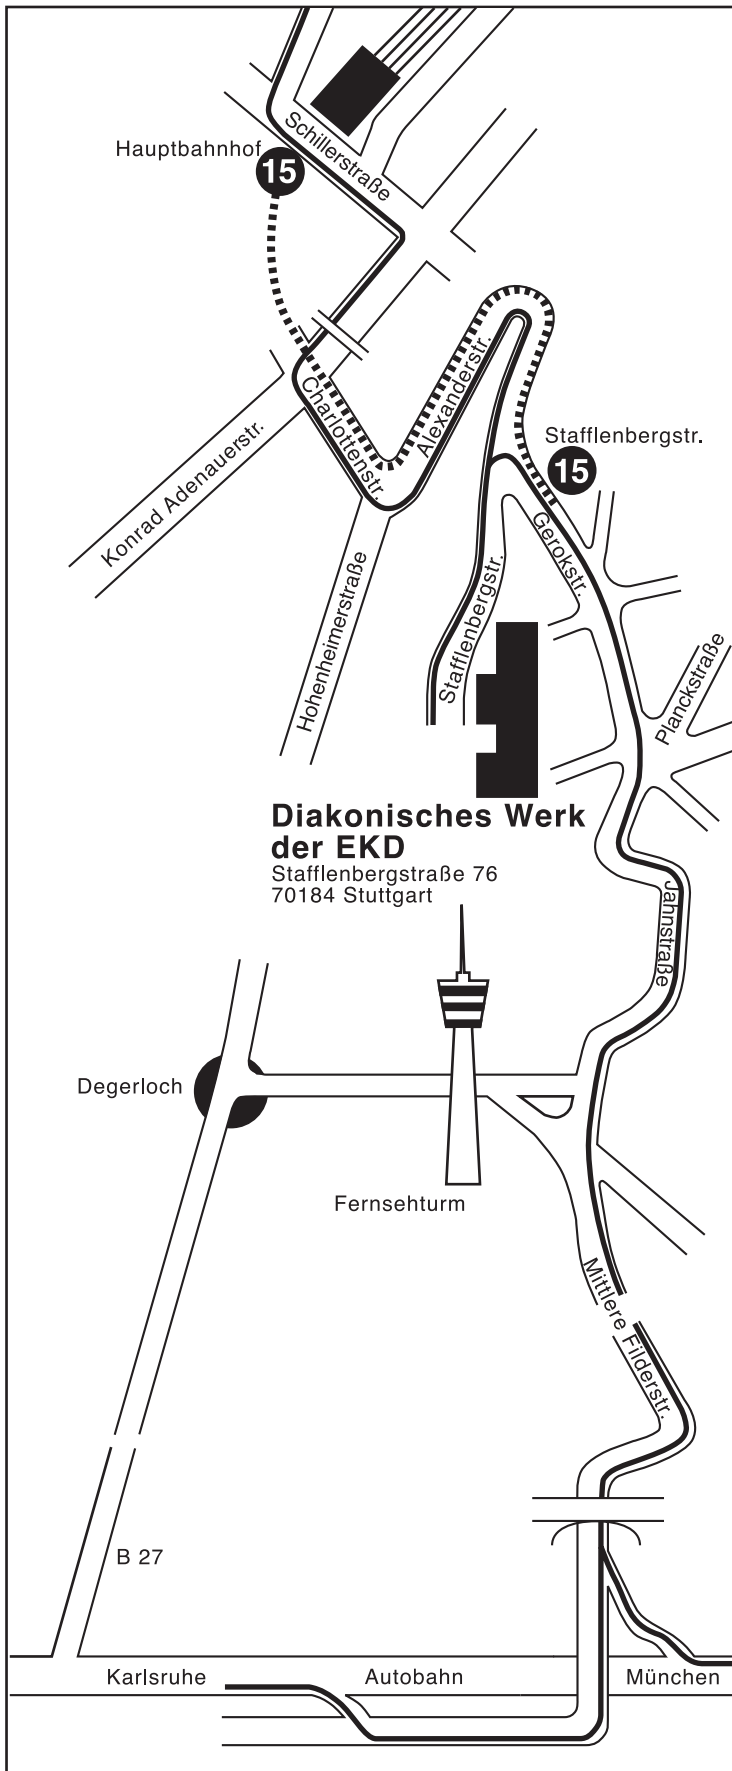 Schillerstraße
Hauptbahnhof
15
Charlottenstr.
Alexanderstr.
Konrad Adenauerstr.
Stafflenbergstr.
15
Gerokstr.
Hohenheimerstraße
Stafflenbergstr.
Planckstraße
Diakonisches Werk
der EKD
Stafflenbergstraße 76
70184 Stuttgart
Jahnstraße
Degerloch
Fernsehturm
Mittlere Filderstr.
B 27
Karlsruhe
Autobahn
München